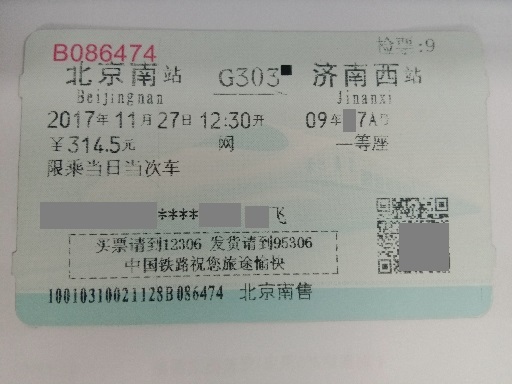 检票:9
B086474
北京南站 G303 济南西站
Beijingnan Jinanxi
2017年11月27日 12:30开 09车 7A号
￥314.5元 网 一等座
限乘当日当次车
**** 飞
买票请到12306 发货请到95306
中国铁路祝您旅途愉快
10010310021128B086474 北京南售